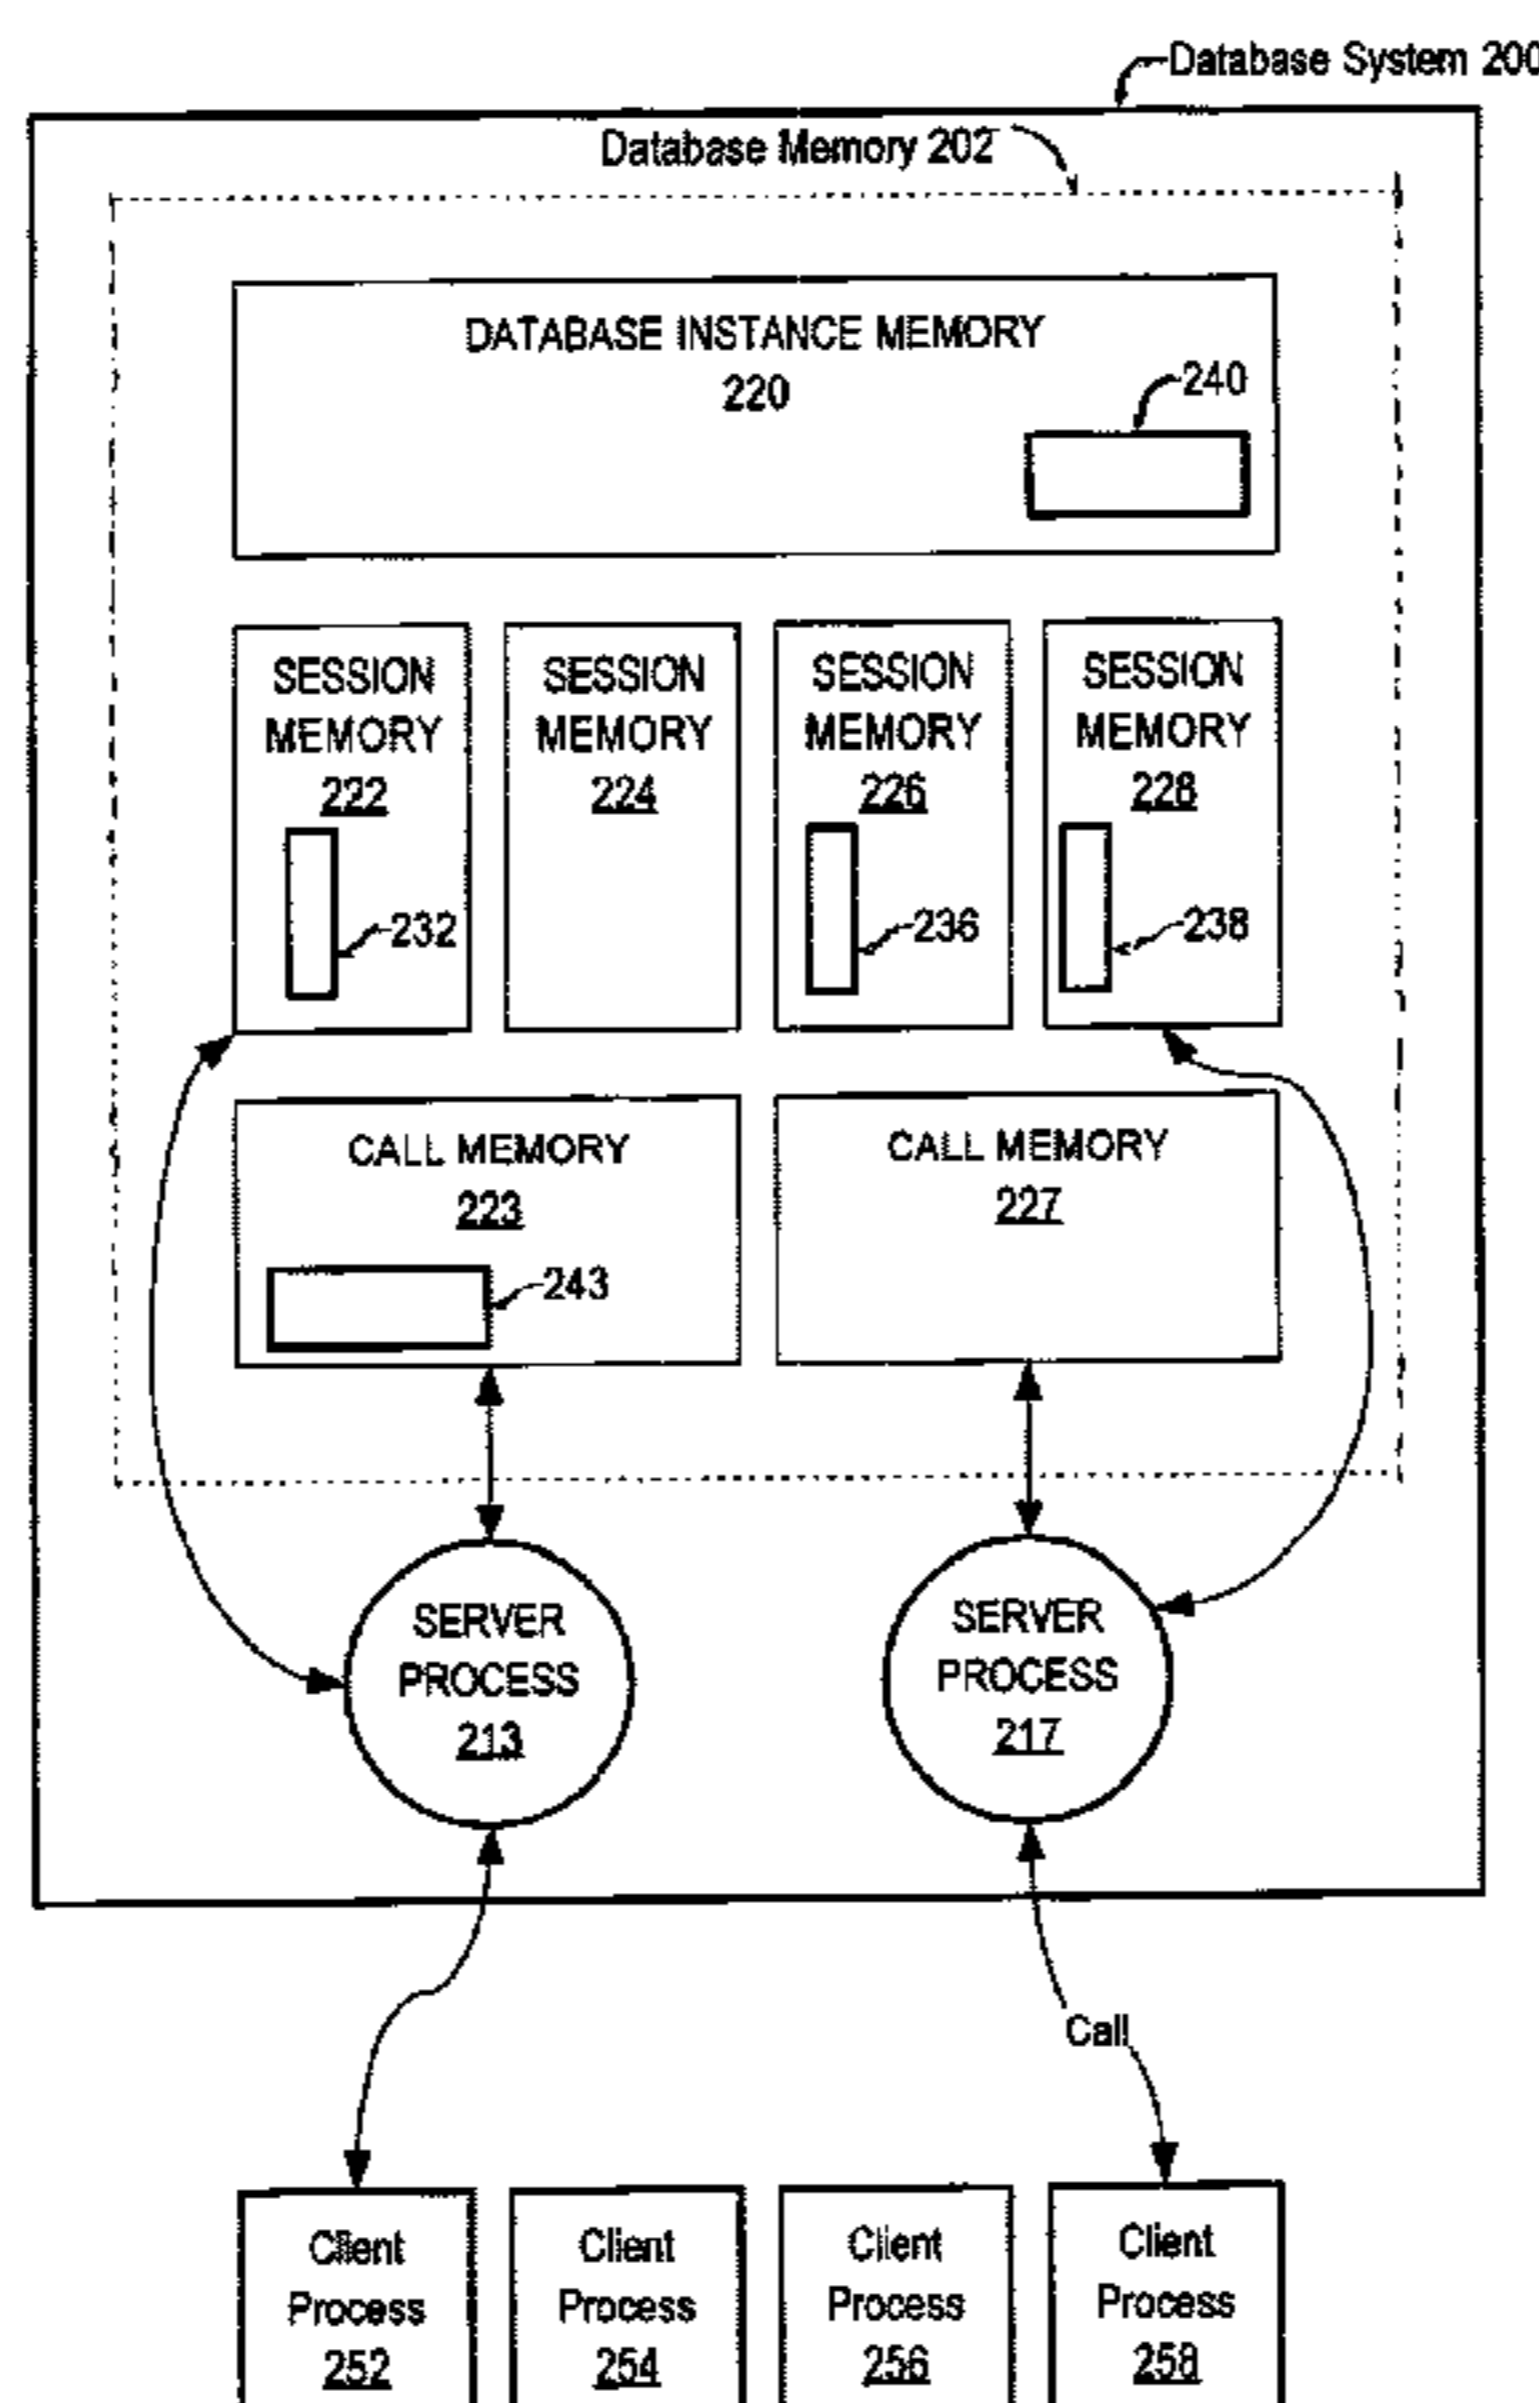 Database System 200
Database Memory 202
DATABASE INSTANCE MEMORY
220
240
SESSION
MEMORY
222
SESSION
MEMORY
224
SESSION
MEMORY
226
SESSION
MEMORY
228
232
236
238
CALL MEMORY
223
CALL MEMORY
227
243
SERVER
PROCESS
213
SERVER
PROCESS
217
Call
Client
Process
252
Client
Process
254
Client
Process
256
Client
Process
258